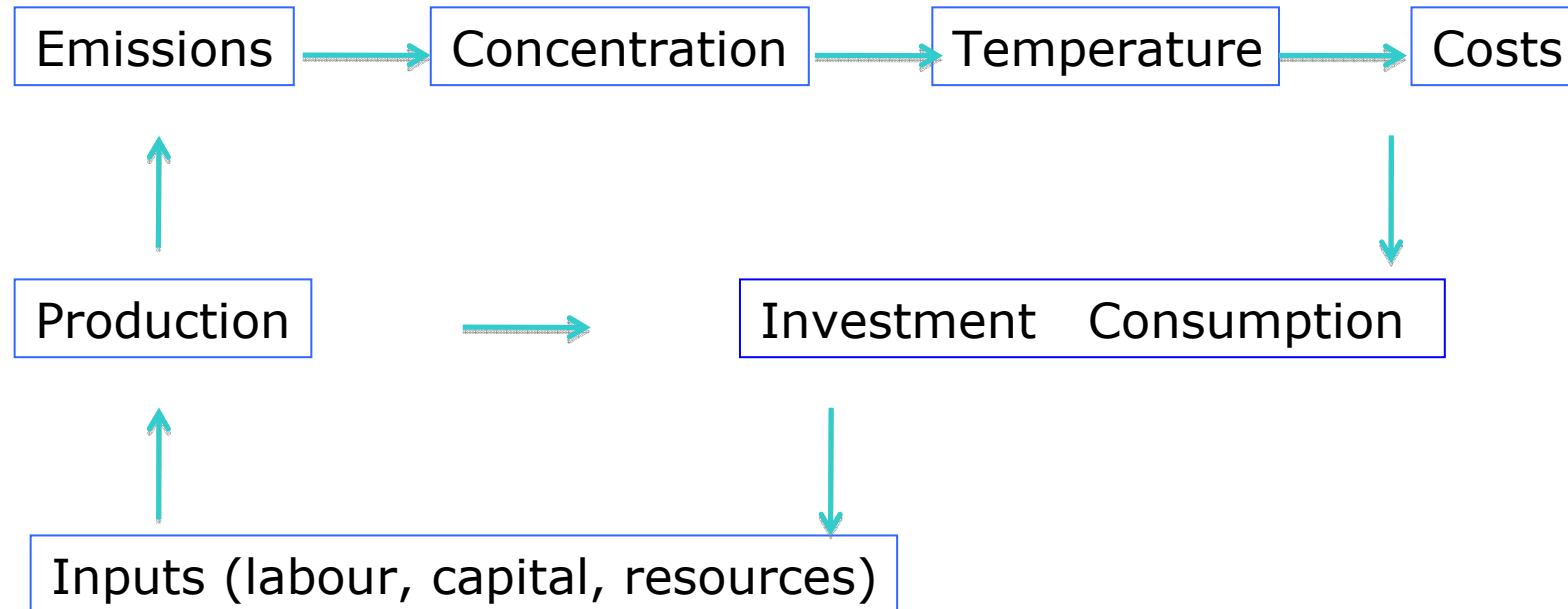 Emissions Concentration Temperature Costs
Production Investment Consumption
Inputs (labour, capital, resources)